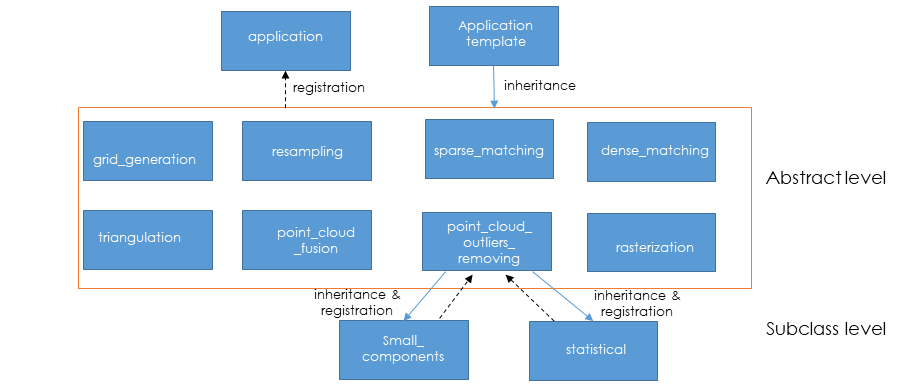 application
Application
template
registration
inheritance
grid_generation
resampling
sparse_matching
dense_matching
Abstract level
triangulation
point_cloud
_fusion
point_cloud_
outliers_
removing
rasterization
inheritance &
registration
inheritance &
registration
Subclass level
Small_
components
statistical